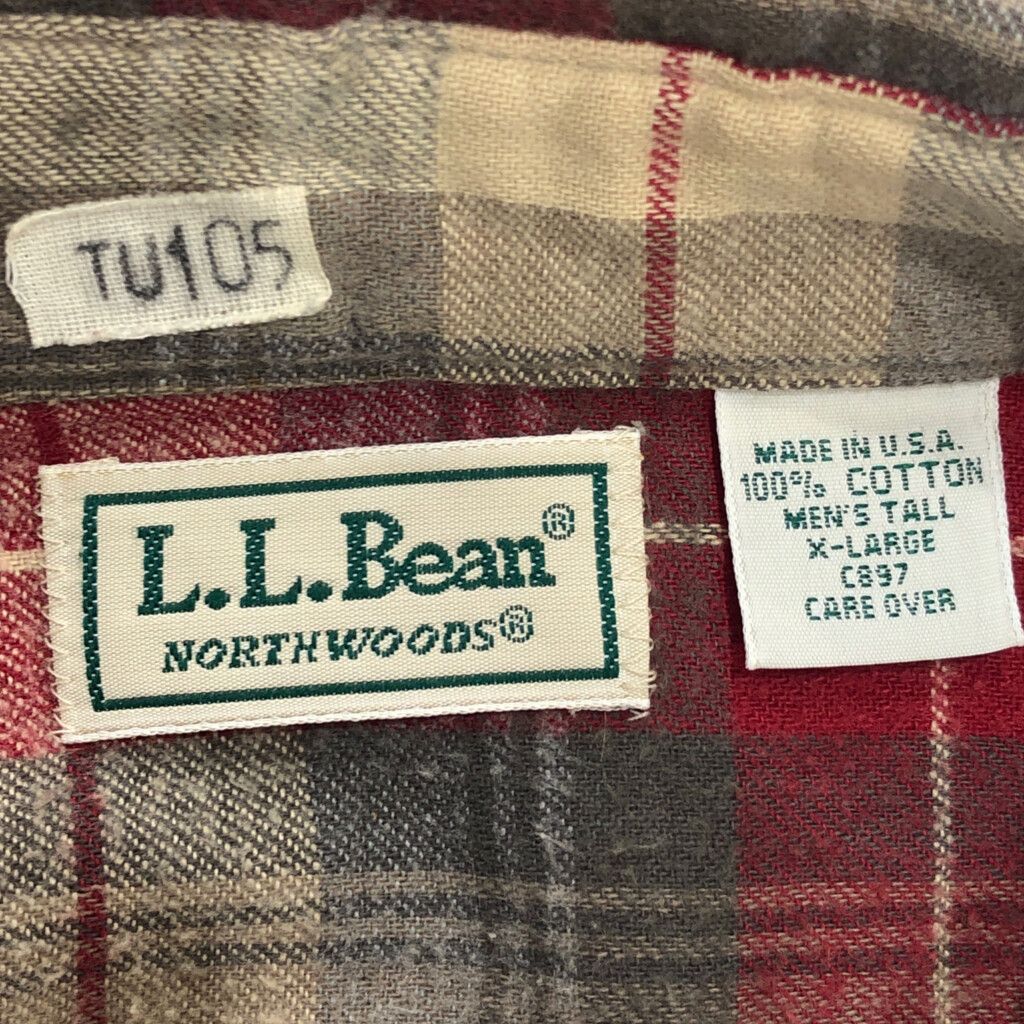 TU105
L.L.Bean®
NORTHWOODS®
MADE IN U.S.A.
100% COTTON
MEN'S TALL
X-LARGE
C897
CARE OVER